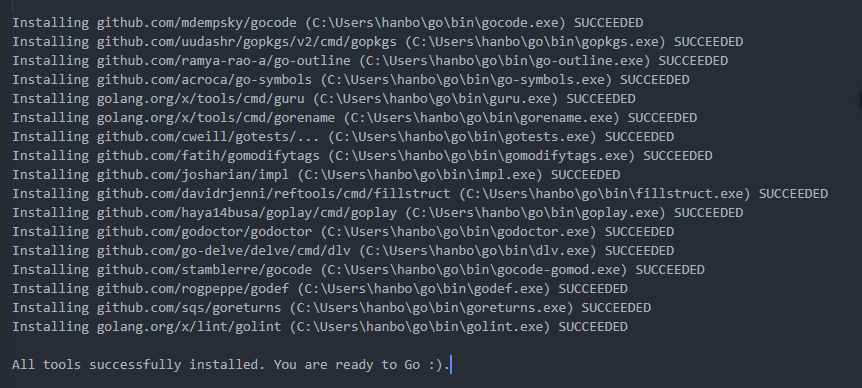 Installing github.com/mdempsky/gocode (C:\Users\hanbo\go\bin\gocode.exe) SUCCEEDED
Installing github.com/uudashr/gopkgs/v2/cmd/gopkgs (C:\Users\hanbo\go\bin\gopkgs.exe) SUCCEEDED
Installing github.com/ramya-rao-a/go-outline (C:\Users\hanbo\go\bin\go-outline.exe) SUCCEEDED
Installing github.com/acroca/go-symbols (C:\Users\hanbo\go\bin\go-symbols.exe) SUCCEEDED
Installing golang.org/x/tools/cmd/guru (C:\Users\hanbo\go\bin\guru.exe) SUCCEEDED
Installing golang.org/x/tools/cmd/gorename (C:\Users\hanbo\go\bin\gorename.exe) SUCCEEDED
Installing github.com/cweill/gotests/... (C:\Users\hanbo\go\bin\gotests.exe) SUCCEEDED
Installing github.com/fatih/gomodifytags (C:\Users\hanbo\go\bin\gomodifytags.exe) SUCCEEDED
Installing github.com/josharian/impl (C:\Users\hanbo\go\bin\impl.exe) SUCCEEDED
Installing github.com/davidrjenni/reftools/cmd/fillstruct (C:\Users\hanbo\go\bin\fillstruct.exe) SUCCEEDED
Installing github.com/haya14busa/goplay/cmd/goplay (C:\Users\hanbo\go\bin\goplay.exe) SUCCEEDED
Installing github.com/godoctor/godoctor (C:\Users\hanbo\go\bin\godoctor.exe) SUCCEEDED
Installing github.com/go-delve/delve/cmd/dlv (C:\Users\hanbo\go\bin\dlv.exe) SUCCEEDED
Installing github.com/stamblerre/gocode (C:\Users\hanbo\go\bin\gocode-gomod.exe) SUCCEEDED
Installing github.com/rogpeppe/godef (C:\Users\hanbo\go\bin\godef.exe) SUCCEEDED
Installing github.com/sqs/goreturns (C:\Users\hanbo\go\bin\goreturns.exe) SUCCEEDED
Installing golang.org/x/lint/golint (C:\Users\hanbo\go\bin\golint.exe) SUCCEEDED
All tools successfully installed. You are ready to Go :).